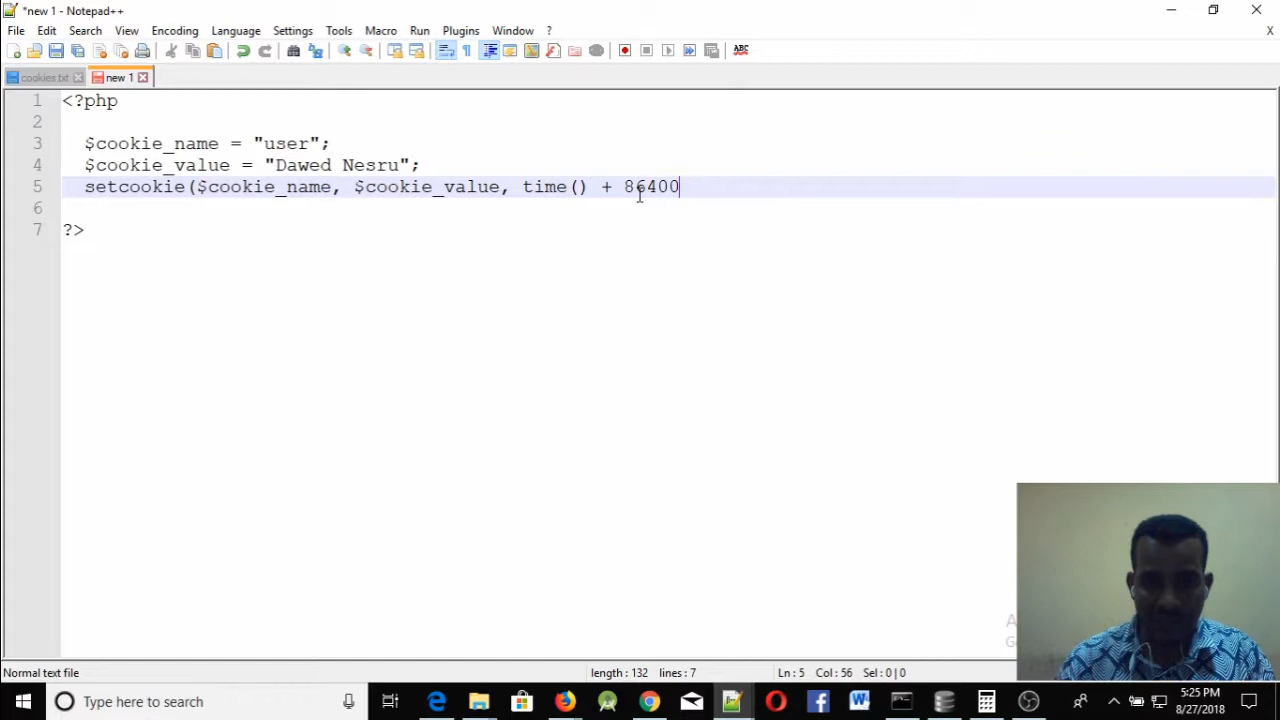 *new 1 - Notepad++
File Edit Search View Encoding Language Settings Tools Macro Run Plugins Window ? X
cookies.txt new 1
1 <?php
2
3 $cookie_name = "user";
4 $cookie_value = "Dawed Nesru";
5 setcookie($cookie_name, $cookie_value, time() + 86400
6
7 ?>
Normal text file length : 132 lines : 7 Ln : 5 Col : 56 Sel : 0 | 0
Type here to search
5:25 PM
8/27/2018